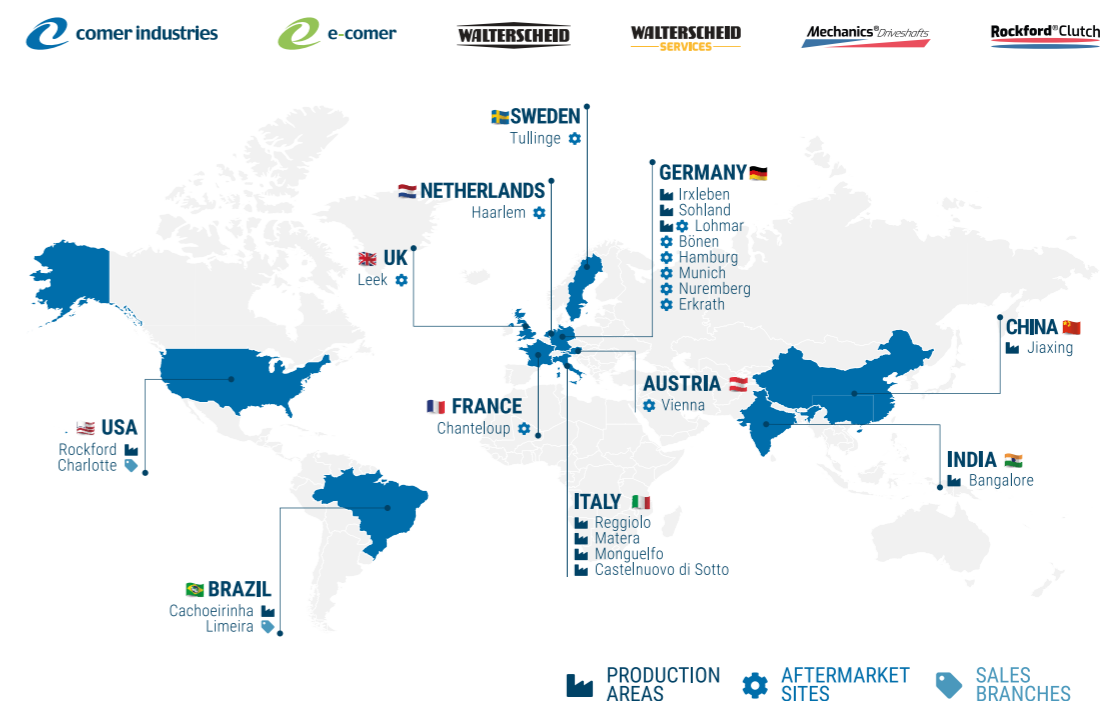 comer industries
e-comer
WALTERSCHEID
WALTERSCHEID
SERVICES
Mechanics®Driveshafts
Rockford®Clutch
SWEDEN
Tullinge
NETHERLANDS
Haarlem
UK
Leek
GERMANY
Irxleben
Sohland
Lohmar
Bönen
Hamburg
Munich
Nuremberg
Erkrath
CHINA
Jiaxing
AUSTRIA
Vienna
FRANCE
Chanteloup
USA
Rockford
Charlotte
INDIA
Bangalore
ITALY
Reggiolo
Matera
Monguelfo
Castelnuovo di Sotto
BRAZIL
Cachoeirinha
Limeira
PRODUCTION
AREAS
AFTERMARKET
SITES
SALES
BRANCHES